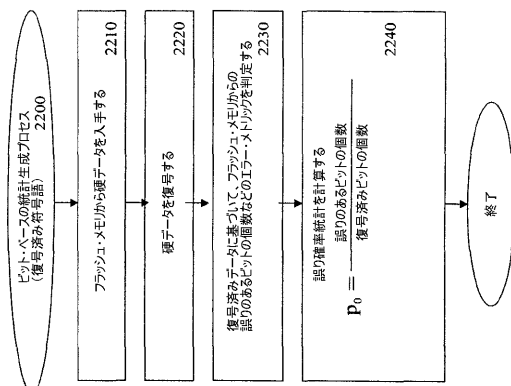 ビット・ベースの統計生成プロセス
(復号済み符号語)
2200
フラッシュ・メモリから硬データを入手する
2210
硬データを復号する
2220
復号済みデータに基づいて、フラッシュ・メモリからの
誤りのあるビットの個数などのエラー・メトリックを判定する
2230
誤り確率統計を計算する
P₀ = 誤りのあるビットの個数
復号済みビットの個数
2240
終了